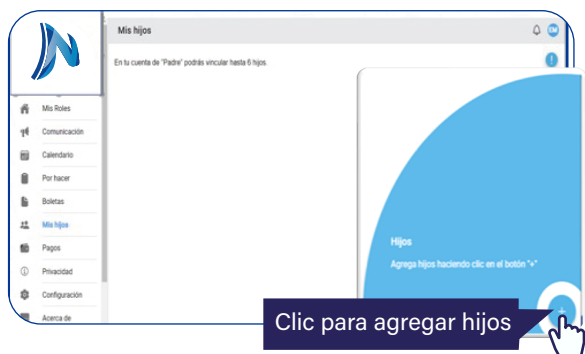 Mis hijos
EM
En tu cuenta de "Padre" podrás vincular hasta 6 hijos.
!
Mis Roles
Comunicación
Calendario
Por hacer
Boletas
Mis hijos
Pagos
Privacidad
Configuración
Acerca de
Hijos
Agrega hijos haciendo clic en el botón "+"
+
Clic para agregar hijos